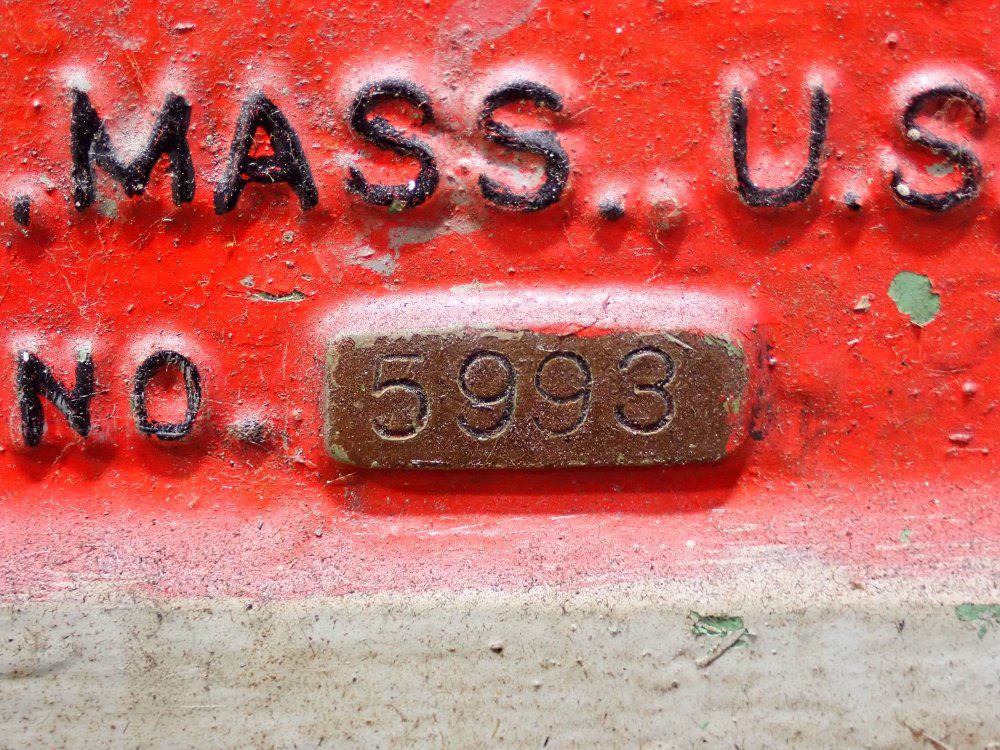 , MASS. U.S
NO. 5993